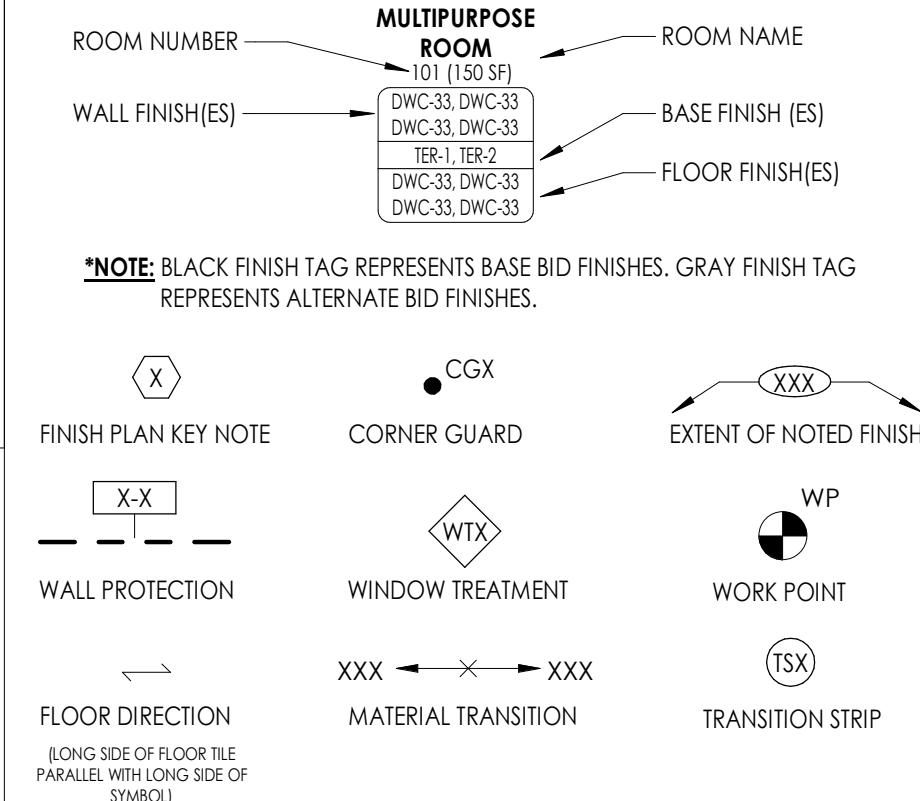 MULTIPURPOSE
ROOM
101 (150 SF)
ROOM NUMBER
ROOM NAME
WALL FINISH(ES)
DWC-33, DWC-33
DWC-33, DWC-33
TER-1, TER-2
DWC-33, DWC-33
DWC-33, DWC-33
BASE FINISH (ES)
FLOOR FINISH(ES)
*NOTE: BLACK FINISH TAG REPRESENTS BASE BID FINISHES. GRAY FINISH TAG
REPRESENTS ALTERNATE BID FINISHES.
X
FINISH PLAN KEY NOTE
CGX
CORNER GUARD
XXX
EXTENT OF NOTED FINISH
X-X
WALL PROTECTION
WTX
WINDOW TREATMENT
WP
WORK POINT
FLOOR DIRECTION
(LONG SIDE OF FLOOR TILE
PARALLEL WITH LONG SIDE OF
SYMBOL)
XXX XXX
MATERIAL TRANSITION
TSX
TRANSITION STRIP